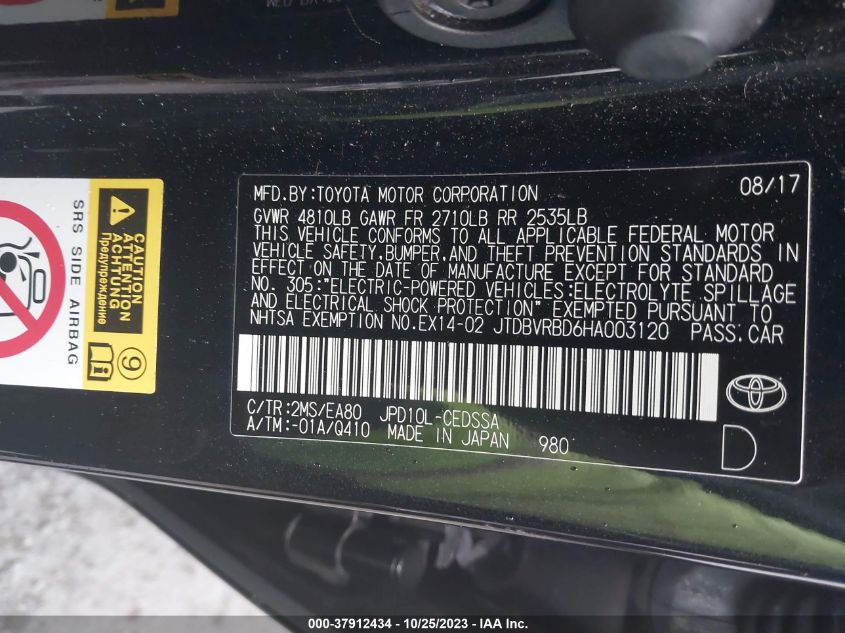 MFD.BY:TOYOTA MOTOR CORPORATION 08/17
GVWR 4810LB GAWR FR 2710LB RR 2535LB
THIS VEHICLE CONFORMS TO ALL APPLICABLE FEDERAL MOTOR
VEHICLE SAFETY,BUMPER,AND THEFT PREVENTION STANDARDS IN
EFFECT ON THE DATE OF MANUFACTURE EXCEPT FOR STANDARD
NO. 305:"ELECTRIC-POWERED VEHICLES:ELECTROLYTE SPILLAGE
AND ELECTRICAL SHOCK PROTECTION" EXEMPTED PURSUANT TO
NHTSA EXEMPTION NO.EX14-02 JTDBVRBD6HA003120 PASS.CAR
C/TR:2MS/EA80 JPD10L-CEDSSA
A/TM:-01A/Q410 MADE IN JAPAN 980
D
SRS SIDE AIRBAG
CAUTION
ATTENTION
ACHTUNG
Предупреждение
9
000-37912434 - 10/25/2023 - IAA Inc.